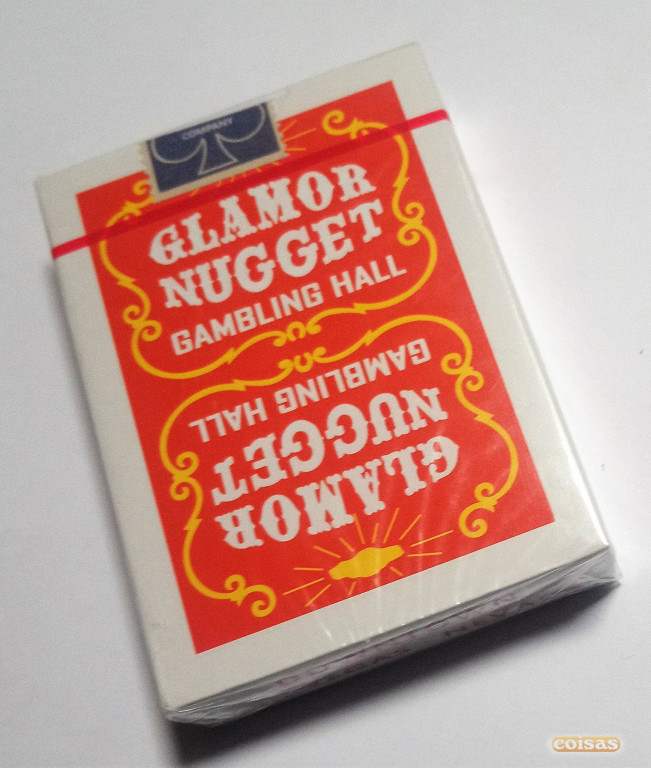 COMPANY
GLAMOR
NUGGET
GAMBLING HALL
GAMBLING HALL
NUGGET
GLAMOR
coisas